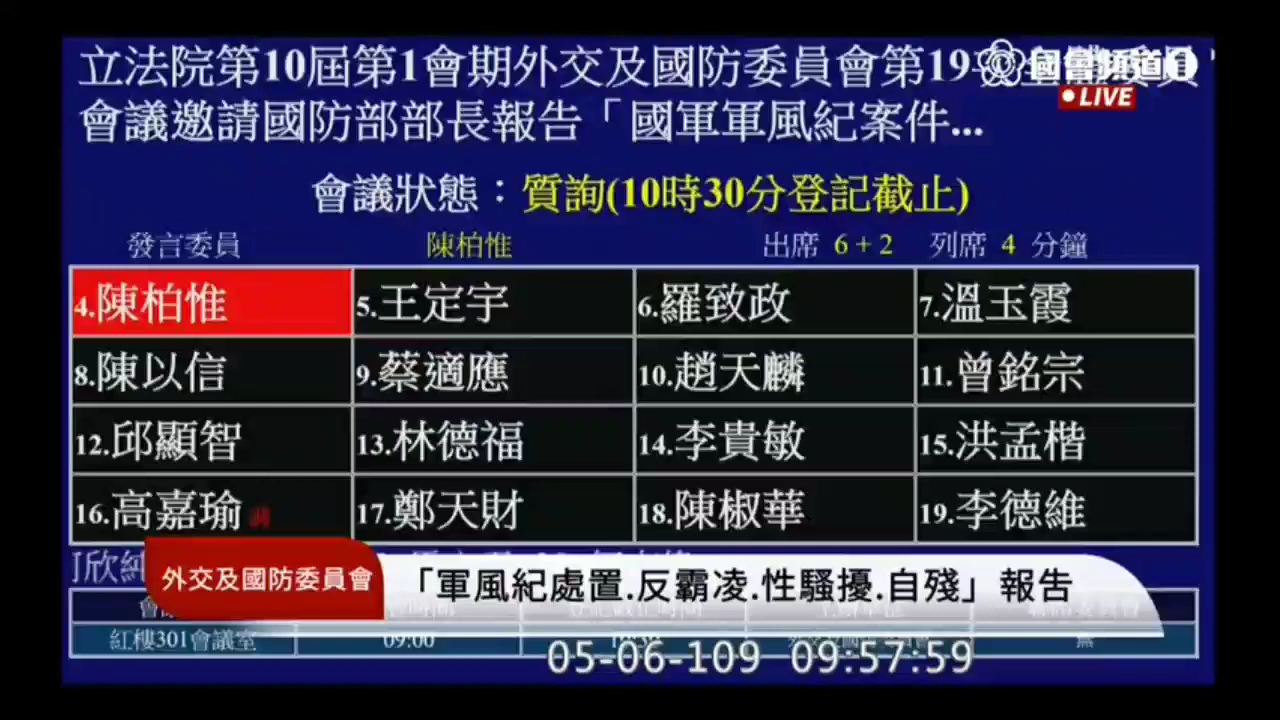 立法院第10屆第1會期外交及國防委員會第19
國會頻道1
LIVE
會議邀請國防部部長報告「國軍軍風紀案件...
會議狀態：質詢(10時30分登記截止)
發言委員 陳柏惟 出席 6+2 列席 4 分鐘
4.陳柏惟 5.王定宇 6.羅致政 7.溫玉霞
8.陳以信 9.蔡適應 10.趙天麟 11.曾銘宗
12.邱顯智 13.林德福 14.李貴敏 15.洪孟楷
16.高嘉瑜 17.鄭天財 18.陳椒華 19.李德維
外交及國防委員會 「軍風紀處置.反霸凌.性騷擾.自殘」報告
紅樓301會議室 09:00
05-06-109 09:57:59